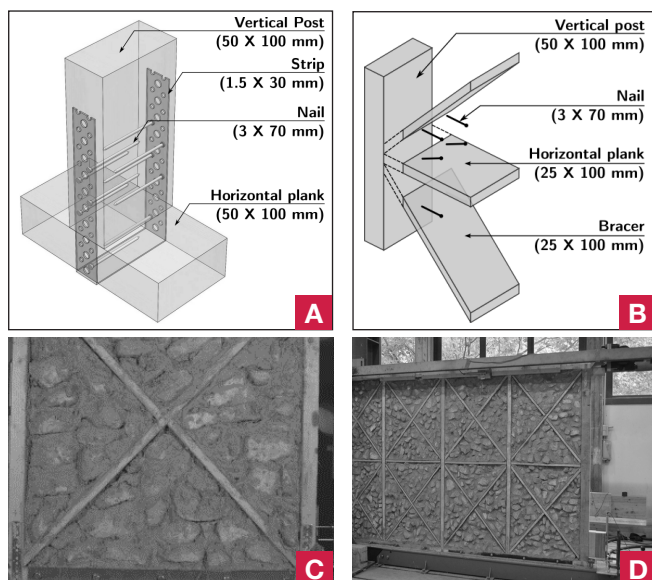 Vertical Post
(50 X 100 mm)
Strip
(1.5 X 30 mm)
Nail
(3 X 70 mm)
Horizontal plank
(50 X 100 mm)
A
Vertical post
(50 X 100 mm)
Nail
(3 X 70 mm)
Horizontal plank
(25 X 100 mm)
Bracer
(25 X 100 mm)
B
C
D